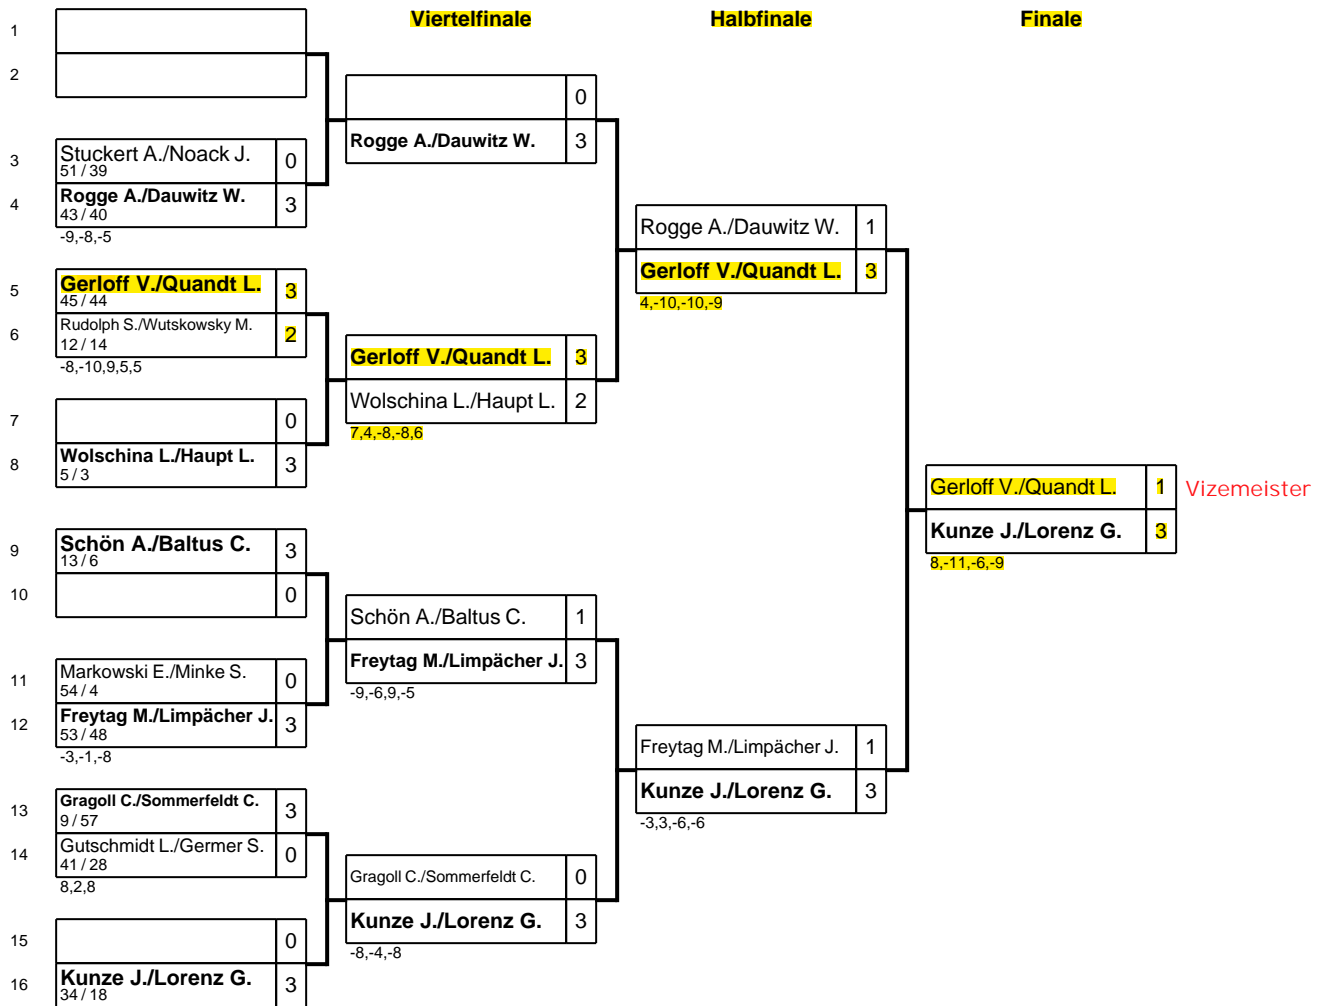 Viertelfinale Halbfinale Finale
1
2
0
Rogge A./Dauwitz W. 3
3 Stuckert A./Noack J. 0
51 / 39
4 Rogge A./Dauwitz W. 3
43 / 40
-9,-8,-5
Rogge A./Dauwitz W. 1
Gerloff V./Quandt L. 3
4,-10,-10,-9
5 Gerloff V./Quandt L. 3
45 / 44
6 Rudolph S./Wutskowsky M. 2
12 / 14
-8,-10,9,5,5
Gerloff V./Quandt L. 3
Wolschina L./Haupt L. 2
7,4,-8,-8,6
7 0
8 Wolschina L./Haupt L. 3
5 / 3
Gerloff V./Quandt L. 1 Vizemeister
Kunze J./Lorenz G. 3
8,-11,-6,-9
9 Schön A./Baltus C. 3
13 / 6
10 0
Schön A./Baltus C. 1
Freytag M./Limpächer J. 3
-9,-6,9,-5
11 Markowski E./Minke S. 0
54 / 4
12 Freytag M./Limpächer J. 3
53 / 48
-3,-1,-8
Freytag M./Limpächer J. 1
Kunze J./Lorenz G. 3
-3,3,-6,-6
13 Gragoll C./Sommerfeldt C. 3
9 / 57
14 Gutschmidt L./Germer S. 0
41 / 28
8,2,8
Gragoll C./Sommerfeldt C. 0
Kunze J./Lorenz G. 3
-8,-4,-8
15 0
16 Kunze J./Lorenz G. 3
34 / 18